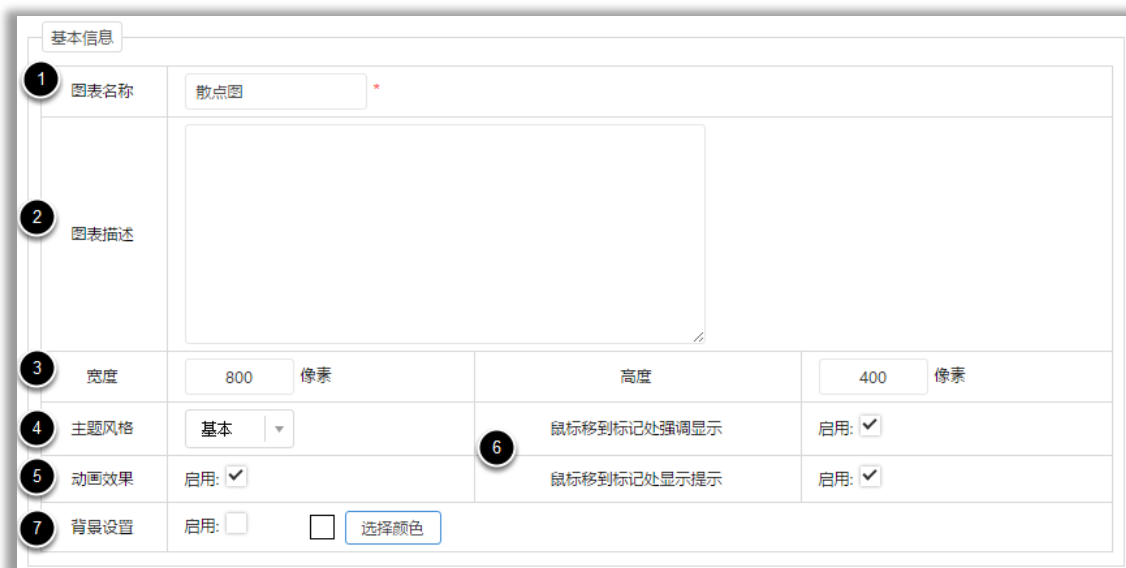 基本信息
1 图表名称 散点图 *
2 图表描述
3 宽度 800 像素 高度 400 像素
4 主题风格 基本 6 鼠标移到标记处强调显示 启用:
5 动画效果 启用: 鼠标移到标记处显示提示 启用:
7 背景设置 启用: 选择颜色